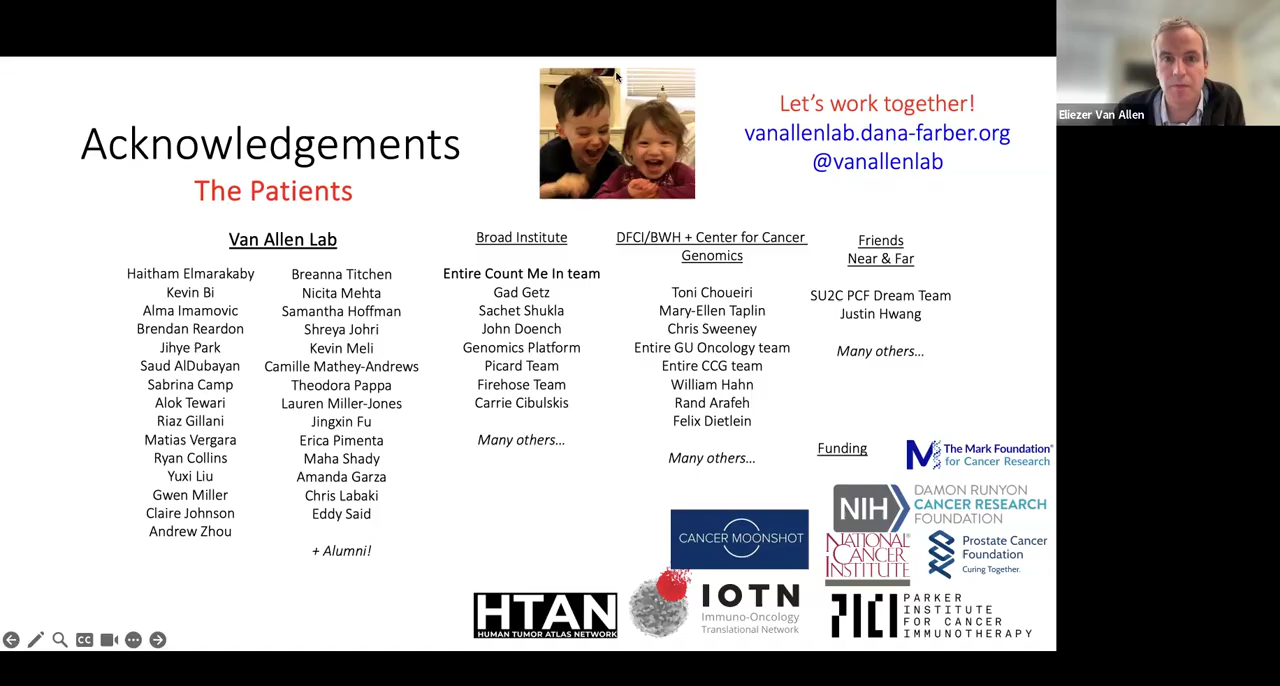 Acknowledgements
The Patients
Let's work together!
vanallenlab.dana-farber.org
@vanallenlab
Eliezer Van Allen
Van Allen Lab
Haitham Elmarakaby
Kevin Bi
Alma Imamovic
Brendan Reardon
Jihye Park
Saud AlDubayan
Sabrina Camp
Alok Tewari
Riaz Gillani
Matias Vergara
Ryan Collins
Yuxi Liu
Gwen Miller
Claire Johnson
Andrew Zhou
Breanna Titchen
Nicita Mehta
Samantha Hoffman
Shreya Johri
Kevin Meli
Camille Mathey-Andrews
Theodora Pappa
Lauren Miller-Jones
Jingxin Fu
Erica Pimenta
Maha Shady
Amanda Garza
Chris Labaki
Eddy Said
+ Alumni!
Broad Institute
Entire Count Me In team
Gad Getz
Sachet Shukla
John Doench
Genomics Platform
Picard Team
Firehose Team
Carrie Cibulskis
Many others...
DFCI/BWH + Center for Cancer
Genomics
Toni Choueiri
Mary-Ellen Taplin
Chris Sweeney
Entire GU Oncology team
Entire CCG team
William Hahn
Rand Arafeh
Felix Dietlein
Many others...
Friends
Near & Far
SU2C PCF Dream Team
Justin Hwang
Many others...
Funding
The Mark Foundation®
for Cancer Research
NIH
DAMON RUNYON
CANCER RESEARCH
FOUNDATION
CANCER MOONSHOT
NATIONAL
CANCER
INSTITUTE
Prostate Cancer
Foundation
Curing Together.
HTAN
HUMAN TUMOR ATLAS NETWORK
IOTN
Immuno-Oncology
Translational Network
PICI
PARKER
INSTITUTE
FOR CANCER
IMMUNOTHERAPY
CC